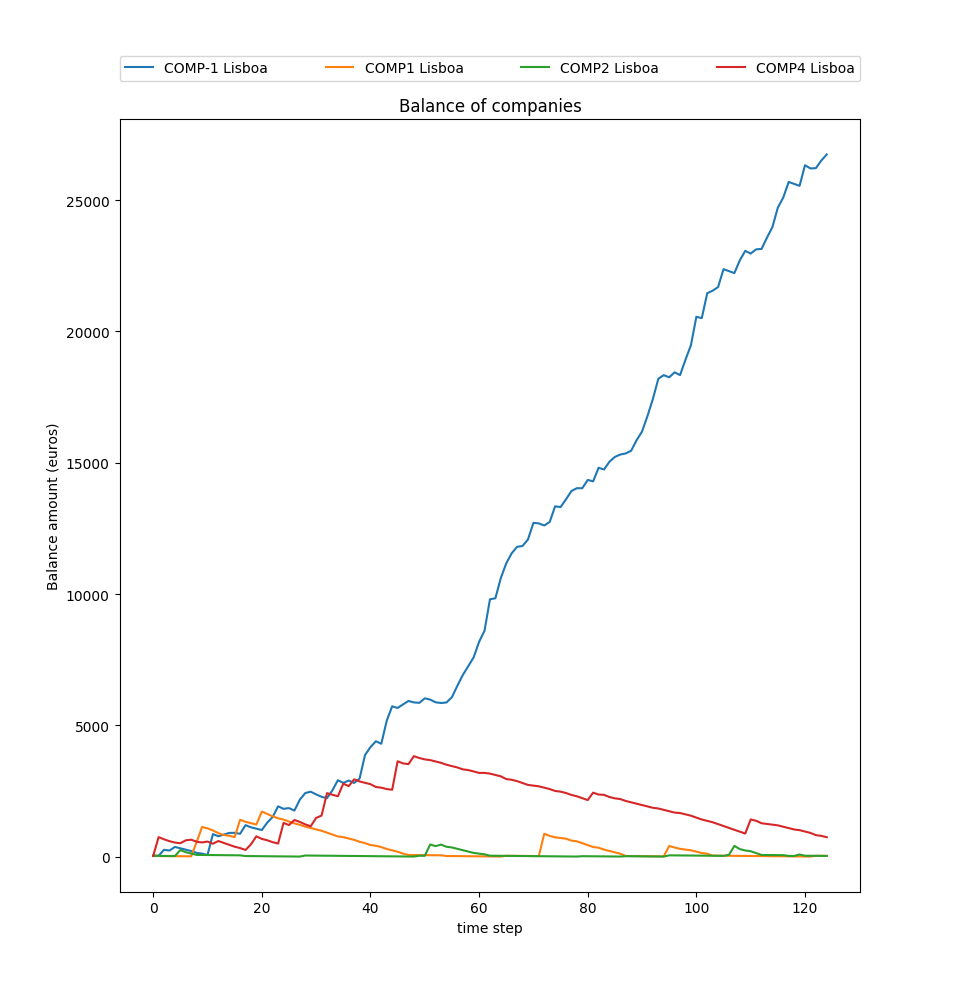 COMP-1 Lisboa COMP1 Lisboa COMP2 Lisboa COMP4 Lisboa
Balance of companies
25000
20000
15000
10000
5000
0
Balance amount (euros)
0 20 40 60 80 100 120
time step